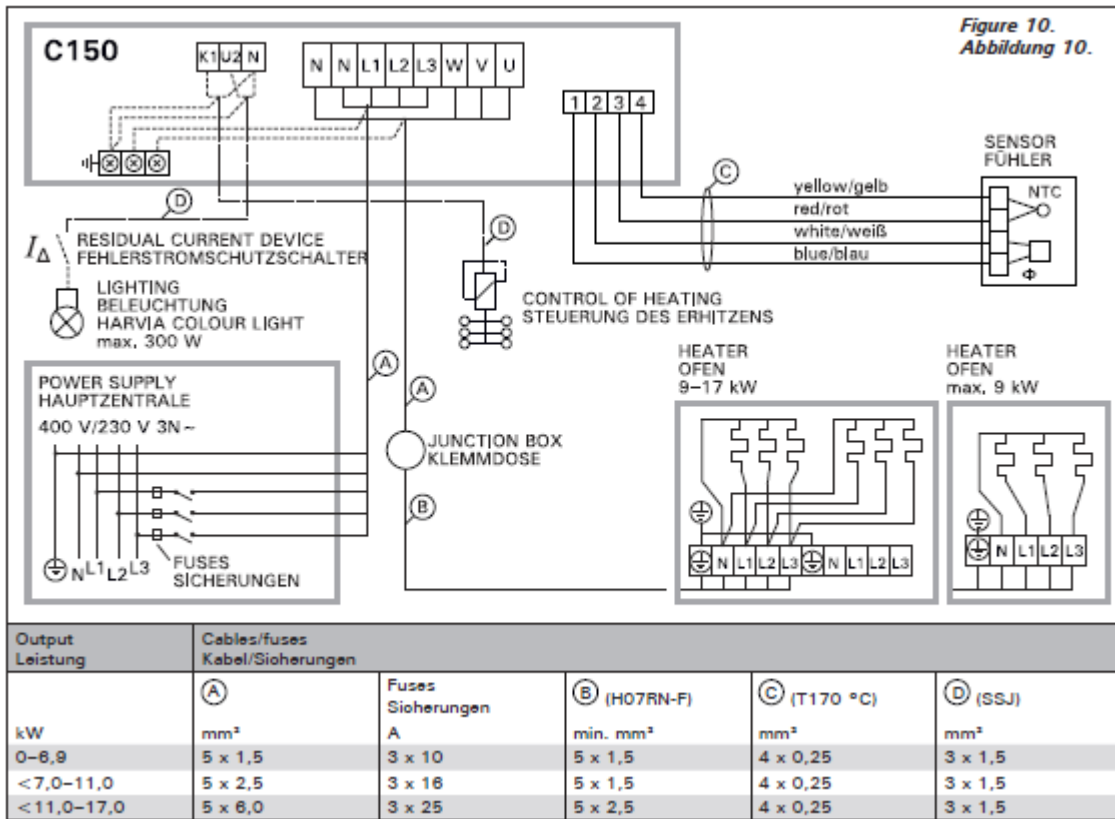 Figure 10.
Abbildung 10.
C150
K1 U2 N
N N L1 L2 L3 W V U
1 2 3 4
SENSOR
FÜHLER
NTC
C
yellow/gelb
red/rot
white/weiß
blue/blau
Φ
D
D
IΔ
RESIDUAL CURRENT DEVICE
FEHLERSTROMSCHUTZSCHALTER
LIGHTING
BELEUCHTUNG
HARVIA COLOUR LIGHT
max. 300 W
CONTROL OF HEATING
STEUERUNG DES ERHITZENS
A
A
POWER SUPPLY
HAUPTZENTRALE
400 V/230 V 3N~
JUNCTION BOX
KLEMMDOSE
B
FUSES
SICHERUNGEN
N L1 L2 L3
HEATER
OFEN
9–17 kW
N L1 L2 L3 N L1 L2 L3
HEATER
OFEN
max. 9 kW
N L1 L2 L3
Output
Leistung
Cables/fuses
Kabel/Sicherungen
A
Fuses
Sicherungen
B (H07RN-F)
C (T170 °C)
D (SSJ)
kW mm² A min. mm² mm² mm²
0–6,9 5 x 1,5 3 x 10 5 x 1,5 4 x 0,25 3 x 1,5
<7,0–11,0 5 x 2,5 3 x 16 5 x 1,5 4 x 0,25 3 x 1,5
<11,0–17,0 5 x 6,0 3 x 25 5 x 2,5 4 x 0,25 3 x 1,5